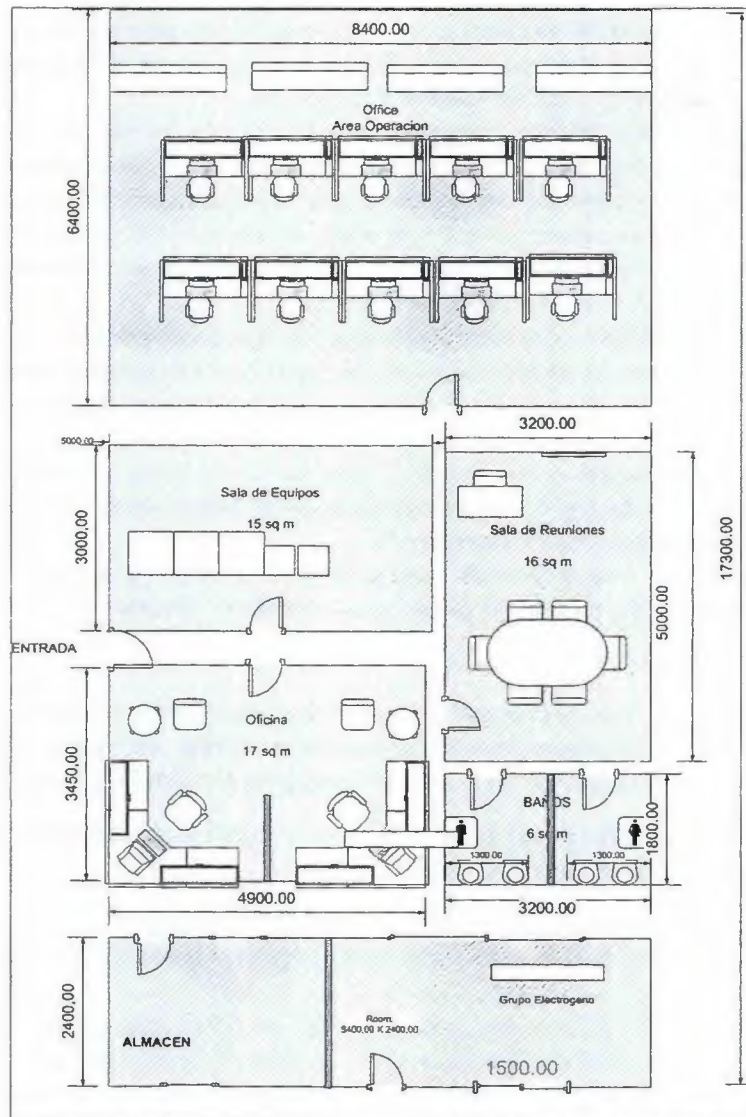 8400.00
Office
Area Operacion
6400.00
3200.00
5000.00
3000.00
Sala de Equipos
15 sq m
Sala de Reuniones
16 sq m
5000.00
17300.00
ENTRADA
Oficina
17 sq m
3450.00
BAÑOS
6 sq m
1800.00
1300.00
1300.00
4900.00
3200.00
2400.00
ALMACEN
Room
5400.00 X 2400.00
Grupo Electrogeno
1500.00